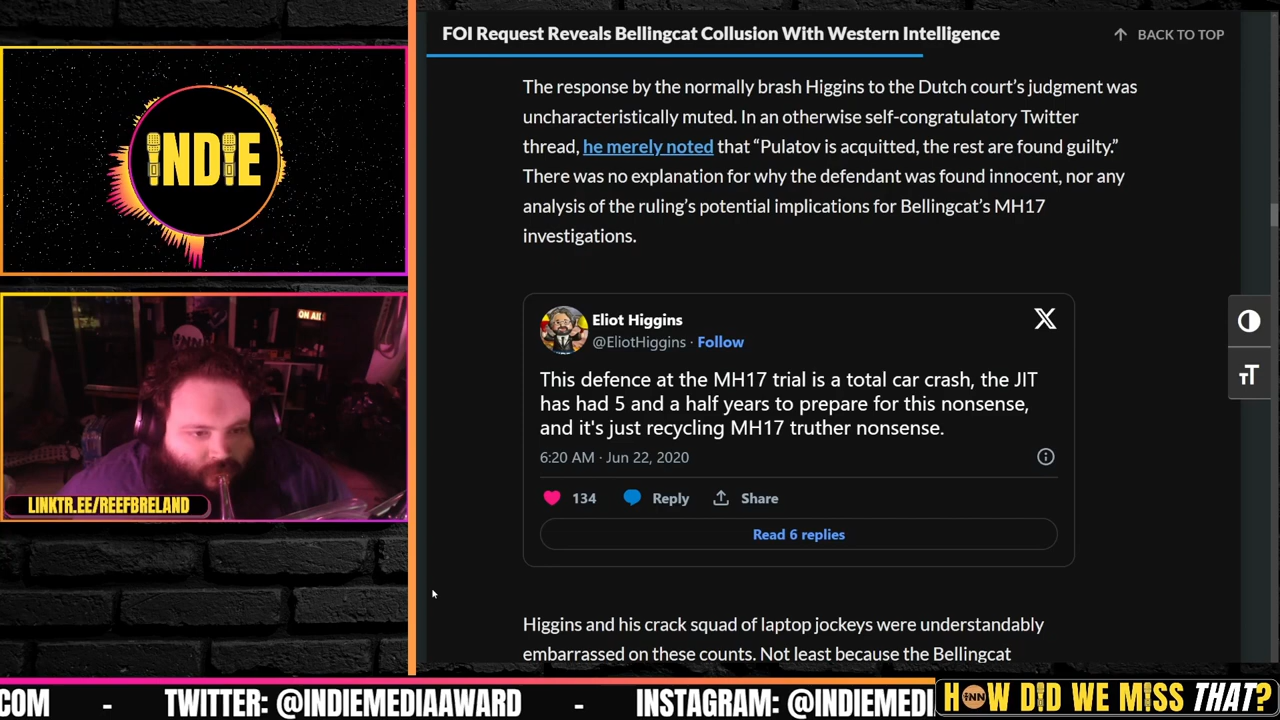 FOI Request Reveals Bellingcat Collusion With Western Intelligence
BACK TO TOP
The response by the normally brash Higgins to the Dutch court's judgment was
uncharacteristically muted. In an otherwise self-congratulatory Twitter
thread, he merely noted that “Pulatov is acquitted, the rest are found guilty.”
There was no explanation for why the defendant was found innocent, nor any
analysis of the ruling's potential implications for Bellingcat's MH17
investigations.
Eliot Higgins
@EliotHiggins · Follow
This defence at the MH17 trial is a total car crash, the JIT
has had 5 and a half years to prepare for this nonsense,
and it's just recycling MH17 truther nonsense.
6:20 AM · Jun 22, 2020
134 Reply Share
Read 6 replies
Higgins and his crack squad of laptop jockeys were understandably
embarrassed on these counts. Not least because the Bellingcat
INDIE
ON AIR
LINKTR.EE/REEFBRELAND
COM - TWITTER: @INDIEMEDIAAWARD - INSTAGRAM: @INDIEMEDI
HOW DID WE MISS THAT?
TT
INN